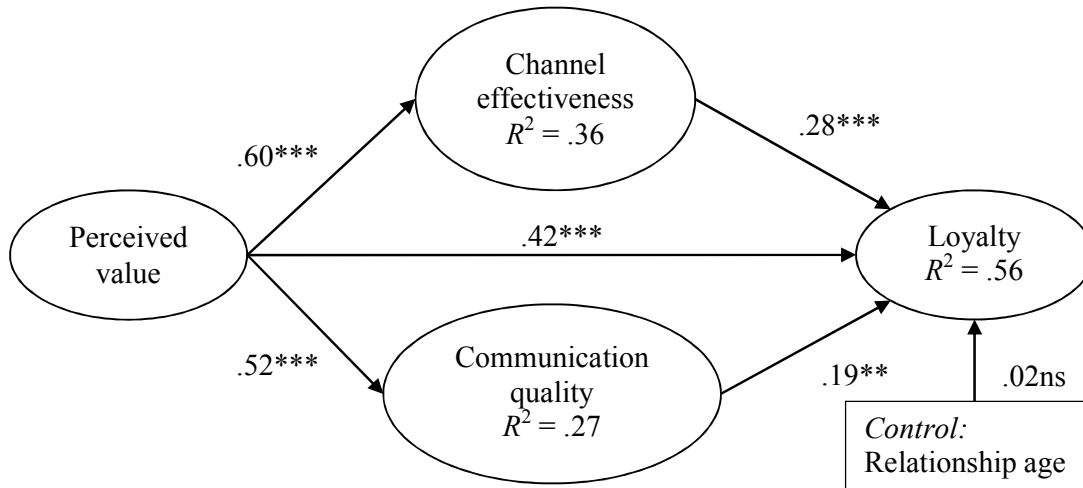 Channel
effectiveness
R² = .36
.28***
.60***
Perceived
value
.42***
Loyalty
R² = .56
.52***
Communication
quality
R² = .27
.19**
.02ns
Control:
Relationship age